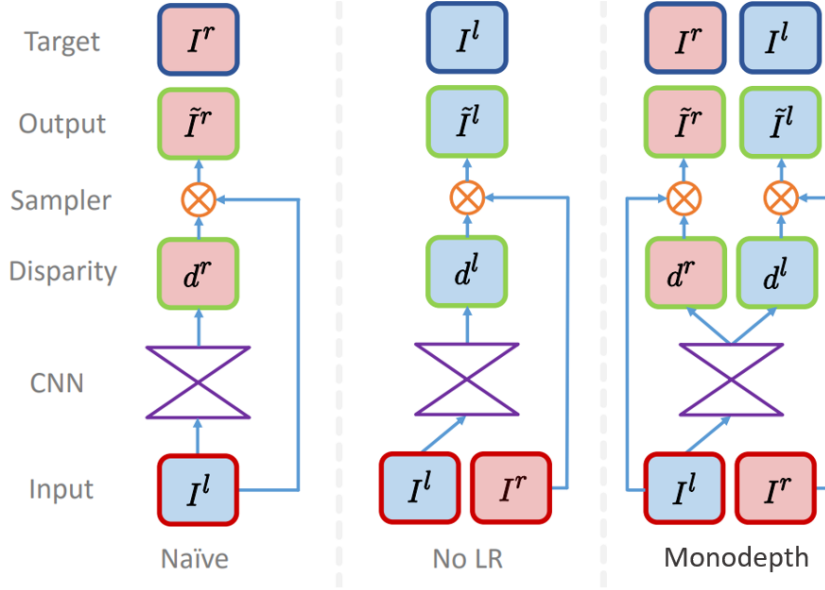 Target I^r I^l I^r I^l
Output Ĩ^r Ĩ^l Ĩ^r Ĩ^l
Sampler
Disparity d^r d^l d^r d^l
CNN
Input I^l I^l I^r I^l I^r
Naïve No LR Monodepth